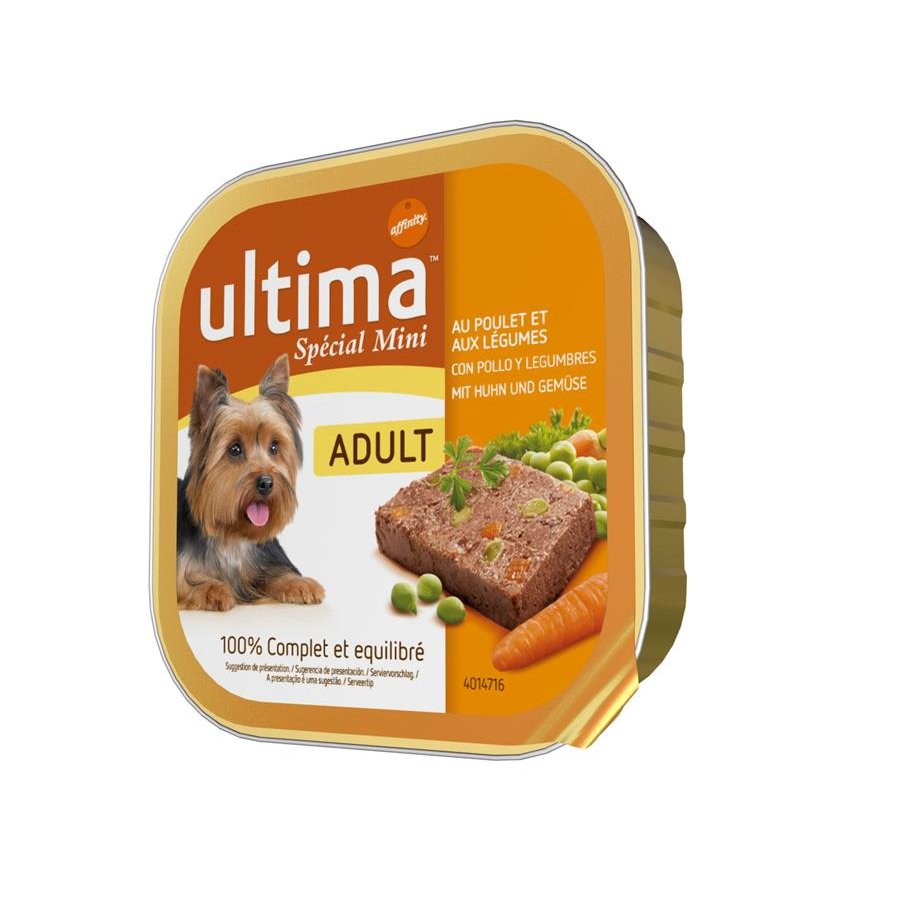 affinity.
ultima™
Spécial Mini
AU POULET ET
AUX LÉGUMES
CON POLLO Y LEGUMBRES
MIT HUHN UND GEMÜSE
ADULT
100% Complet et equilibré
Suggestion de présentation. / Sugerencia de presentación. / Serviervorschlag. /
A presentação è uma sugestão. / Serveertip
4014716